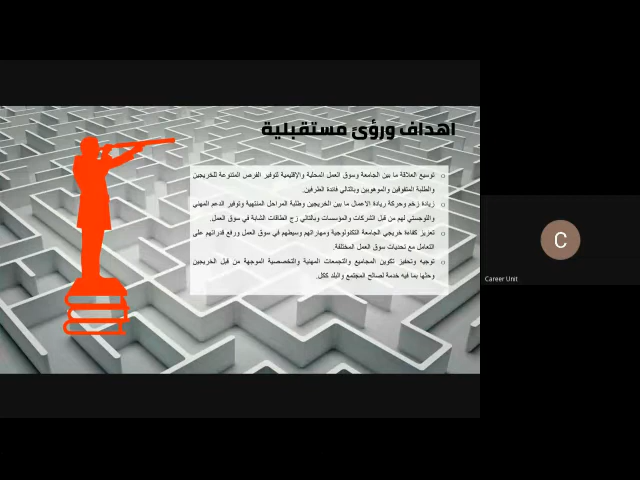 اهداف ورؤى مستقبلية
توسيع العلاقة ما بين الجامعة وسوق العمل المحلية والإقليمية لتوفير الفرص المتنوعة للخريجين
والطلبة المتفوقين والموهوبين وبالتالي فائدة الطرفين.
زيادة زخم وحركة ريادة الاعمال ما بين الخريجين وطلبة المراحل المنتهية وتوفير الدعم المهني
واللوجستي لهم من قبل الشركات والمؤسسات وبالتالي زج الطاقات الشابة في سوق العمل.
تعزيز كفاءة خريجي الجامعة التكنولوجية ومهاراتهم وسيطهم في سوق العمل ورفع قدراتهم على
التعامل مع تحديات سوق العمل المختلفة.
توجيه وتحفيز تكوين المجاميع والتجمعات المهنية والتخصصية الموجهة من قبل الخريجين
وحثها بما فيه خدمة لصالح المجتمع والبلد ككل.
C
Career Unit